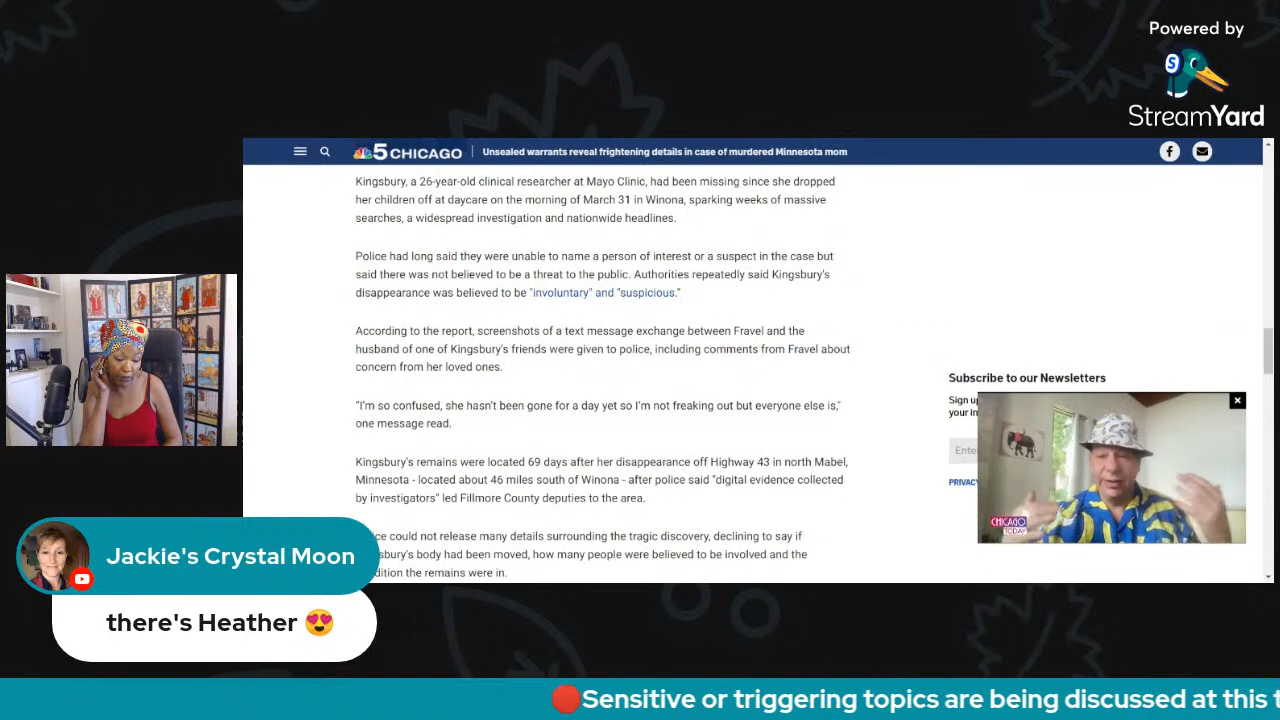 Powered by
S
StreamYard
5 CHICAGO
Unsealed warrants reveal frightening details in case of murdered Minnesota mom
Kingsbury, a 26-year-old clinical researcher at Mayo Clinic, had been missing since she dropped
her children off at daycare on the morning of March 31 in Winona, sparking weeks of massive
searches, a widespread investigation and nationwide headlines.
Police had long said they were unable to name a person of interest or a suspect in the case but
said there was not believed to be a threat to the public. Authorities repeatedly said Kingsbury's
disappearance was believed to be "involuntary" and "suspicious."
According to the report, screenshots of a text message exchange between Fravel and the
husband of one of Kingsbury's friends were given to police, including comments from Fravel about
concern from her loved ones.
"I'm so confused, she hasn't been gone for a day yet so I'm not freaking out but everyone else is,"
one message read.
Kingsbury's remains were located 69 days after her disappearance off Highway 43 in north Mabel,
Minnesota - located about 46 miles south of Winona - after police said "digital evidence collected
by investigators" led Fillmore County deputies to the area.
ce could not release many details surrounding the tragic discovery, declining to say if
gsbury's body had been moved, how many people were believed to be involved and the
dition the remains were in.
Subscribe to our Newsletters
Sign up
your in
Ente
PRIVACY
CHICAGO
TODAY
Jackie's Crystal Moon
there's Heather 😍
🛑Sensitive or triggering topics are being discussed at this t